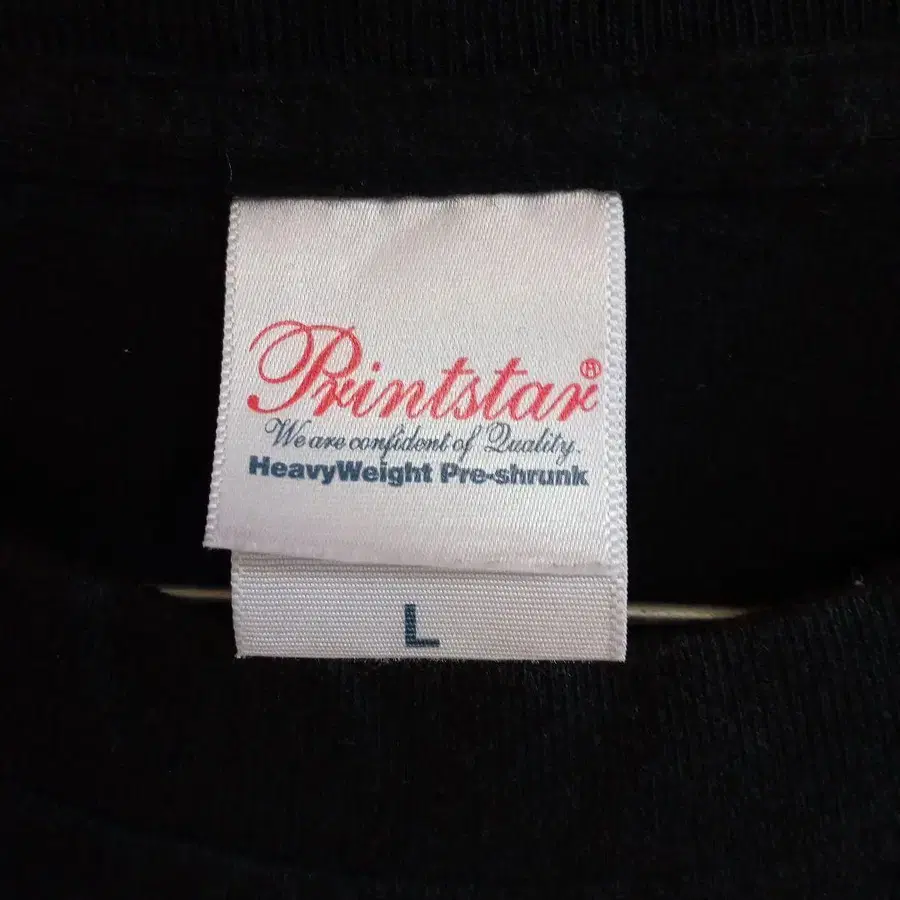 Printstar®
We are confident of Quality.
HeavyWeight Pre-shrunk
L